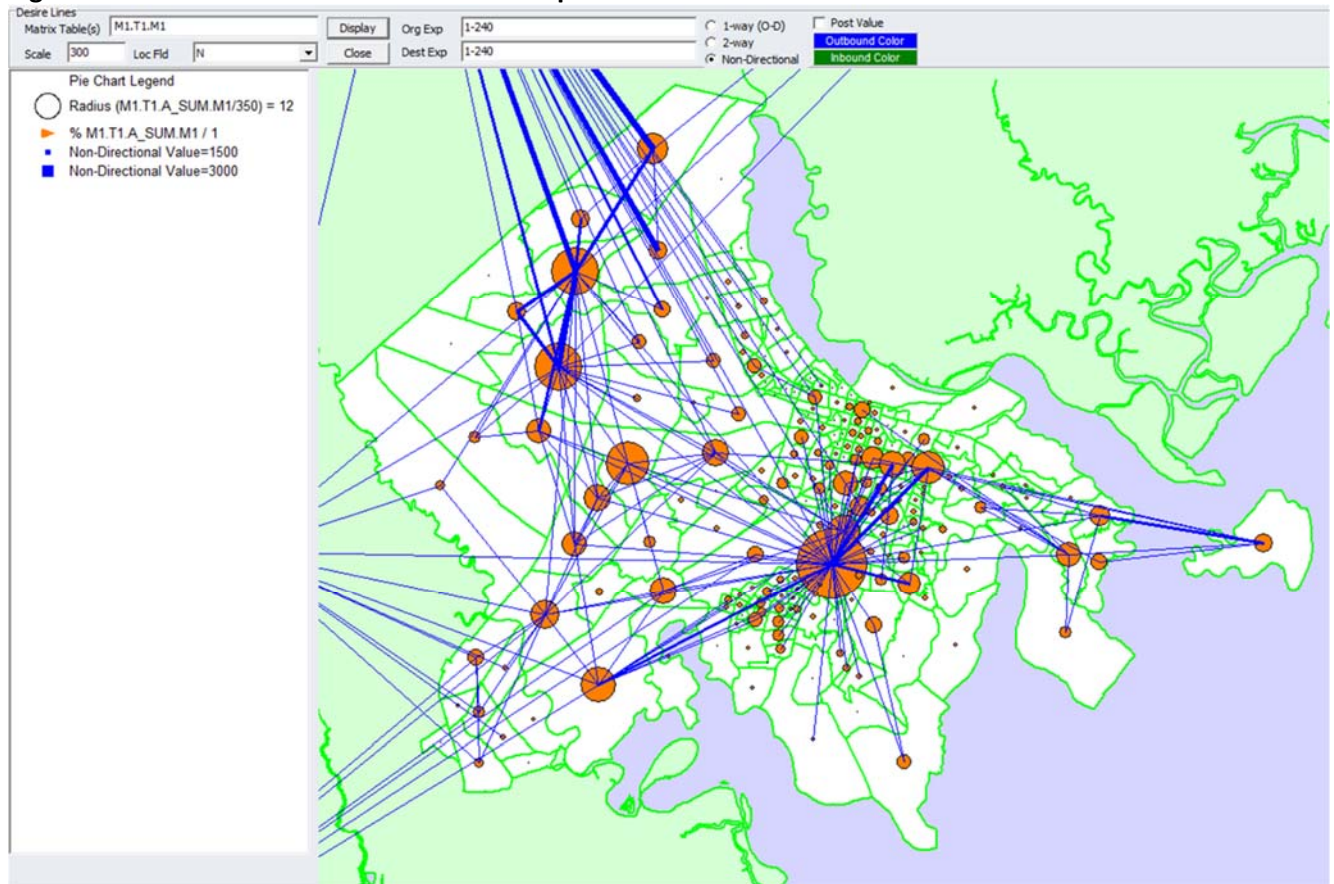 Desire Lines
Matrix Table(s) M1.T1.M1 Display Org Exp 1-240 1-way (O-D) Post Value
2-way Outbound Color
Scale 300 Loc Fld N Close Dest Exp 1-240 Non-Directional Inbound Color
Pie Chart Legend
Radius (M1.T1.A_SUM.M1/350) = 12
% M1.T1.A_SUM.M1 / 1
Non-Directional Value=1500
Non-Directional Value=3000